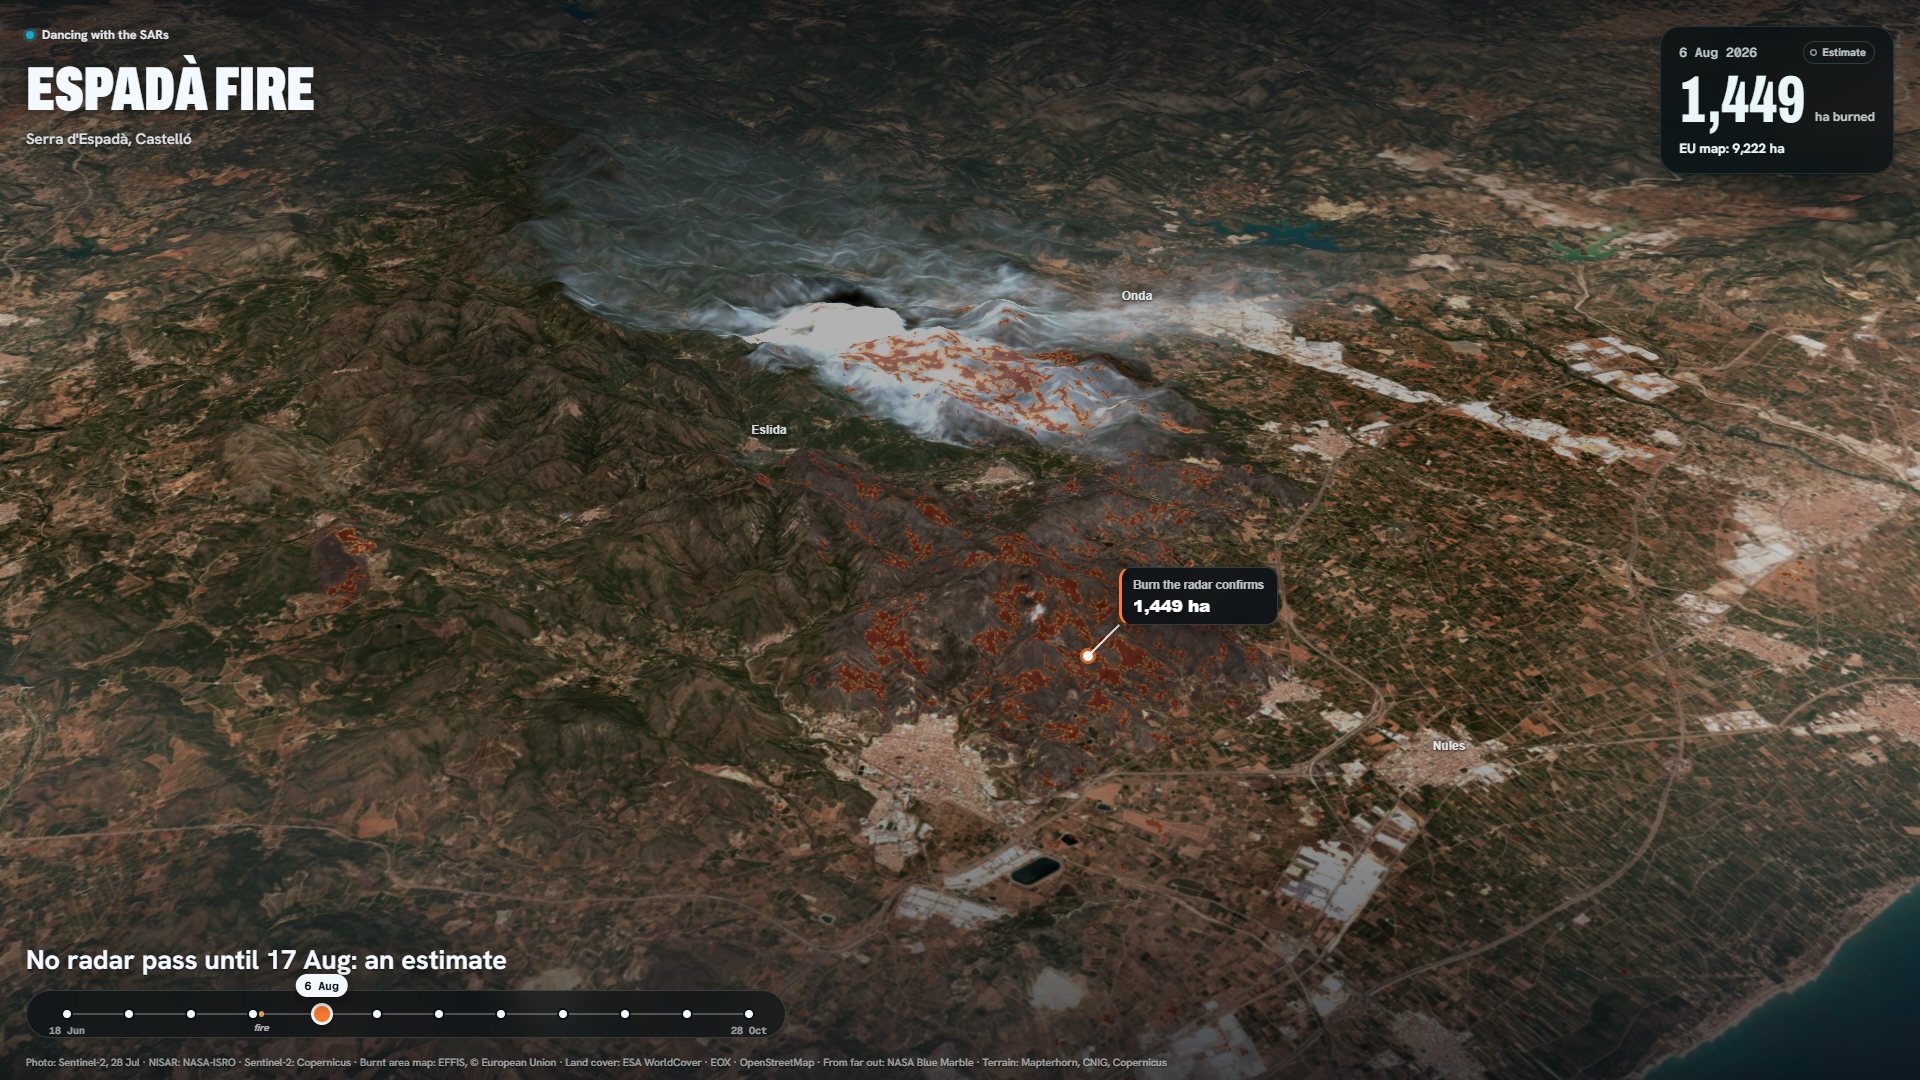 Dancing with the SARs
ESPADÀ FIRE
Serra d'Espadà, Castelló
6 Aug 2026
Estimate
1,449 ha burned
EU map: 9,222 ha
Onda
Eslida
Burn the radar confirms
1,449 ha
Nules
No radar pass until 17 Aug: an estimate
6 Aug
18 Jun
fire
28 Oct
Photo: Sentinel-2, 28 Jul · NISAR: NASA-ISRO · Sentinel-2: Copernicus · Burnt area map: EFFIS, © European Union · Land cover: ESA WorldCover · EOX · OpenStreetMap · From far out: NASA Blue Marble · Terrain: Mapterhorn, CNIG, Copernicus